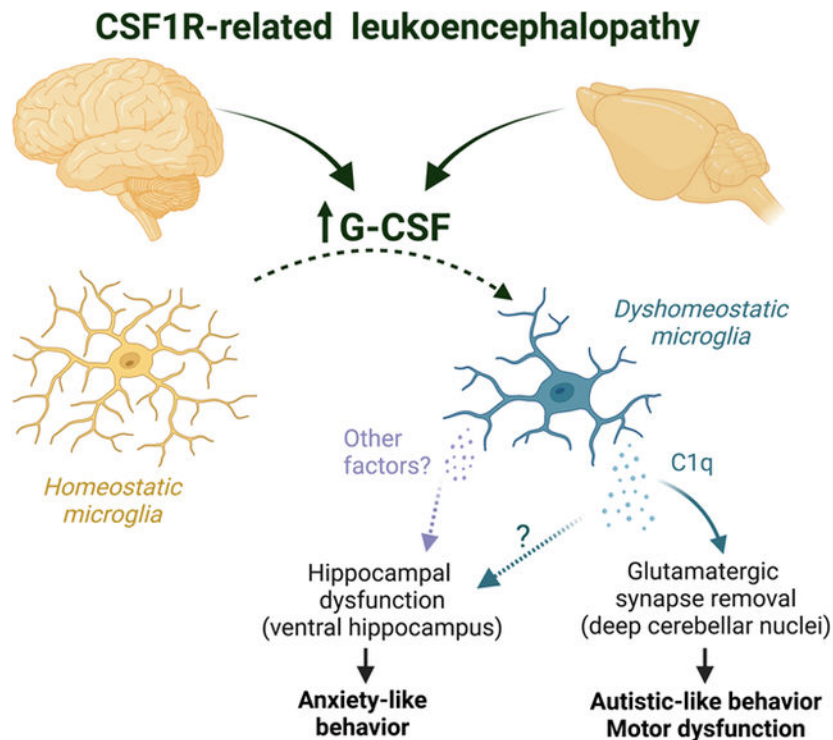 CSF1R-related leukoencephalopathy
↑ G-CSF
Dyshomeostatic
microglia
Homeostatic
microglia
Other
factors?
C1q
?
Hippocampal
dysfunction
(ventral hippocampus)
Glutamatergic
synapse removal
(deep cerebellar nuclei)
Anxiety-like
behavior
Autistic-like behavior
Motor dysfunction